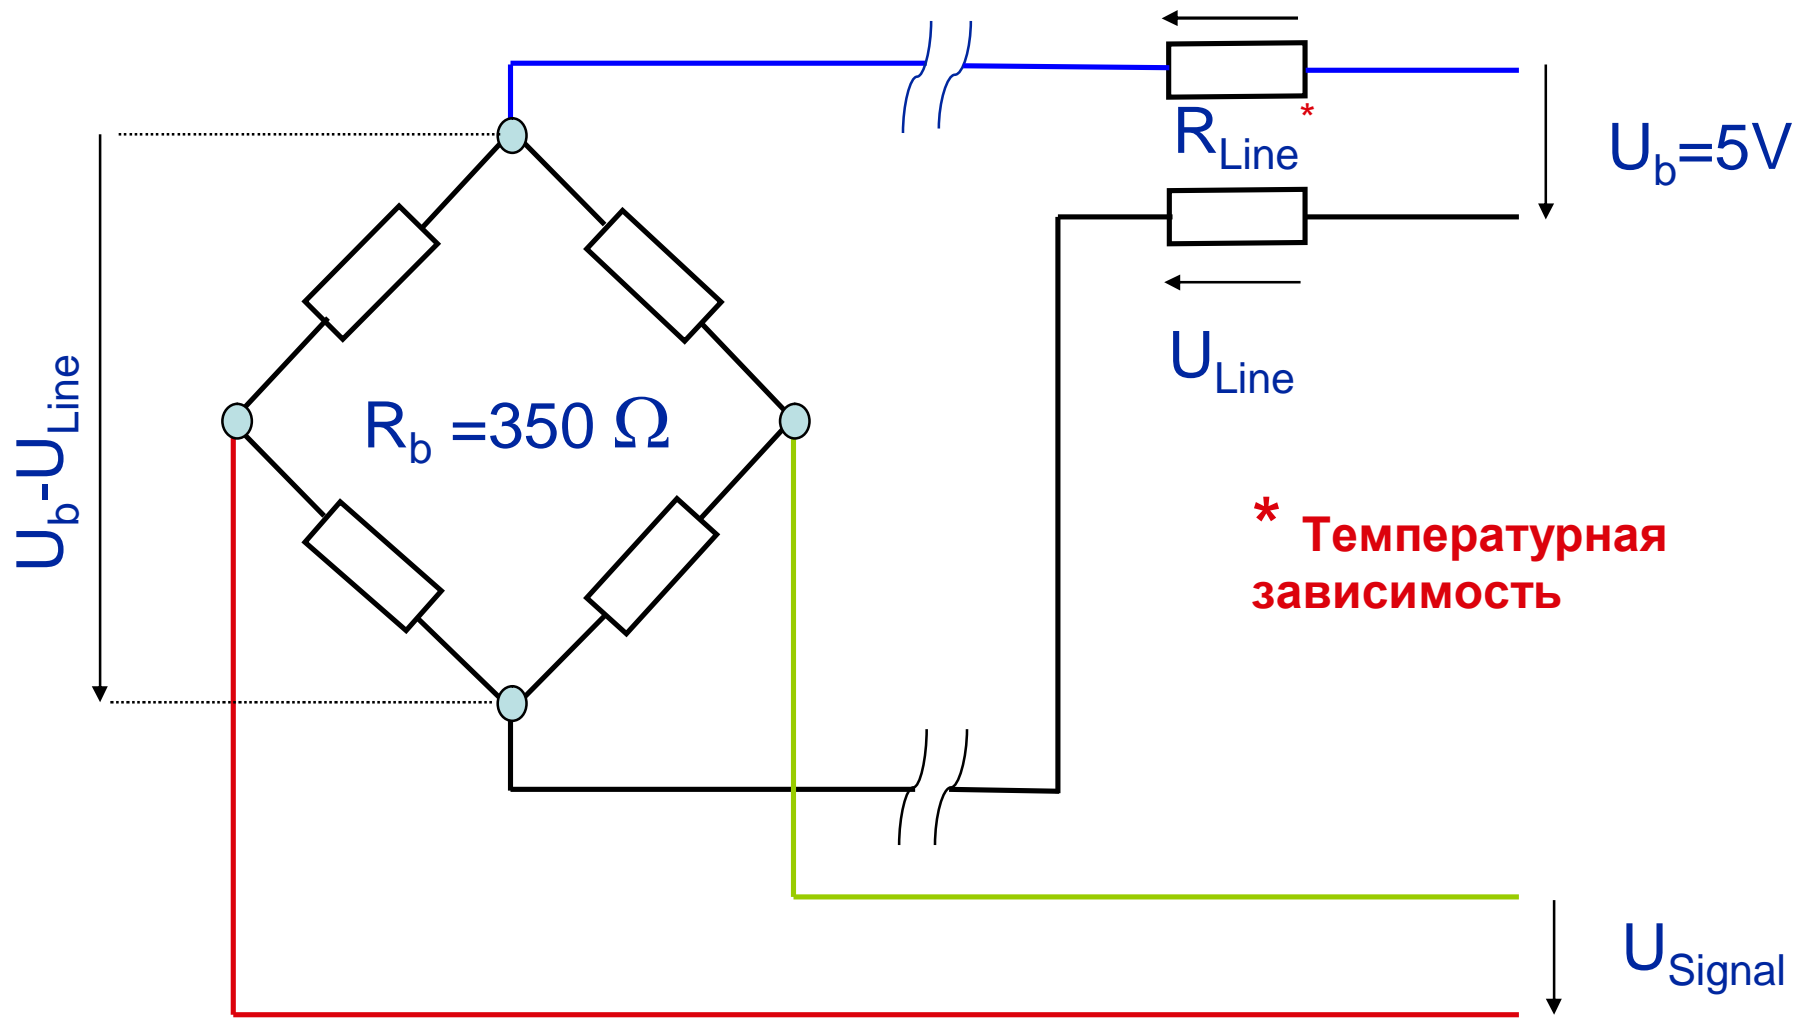 R_Line*
U_b=5V
U_Line
U_b-U_Line
R_b =350 Ω
* Температурная
зависимость
U_Signal